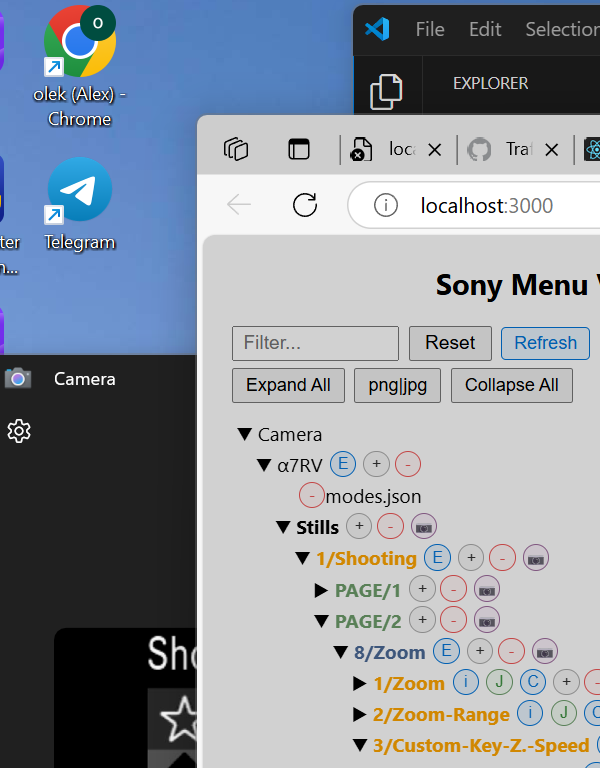 O
olek (Alex) -
Chrome
Telegram
ter
n...
File Edit Selection
EXPLORER
loca Traf
localhost:3000
Sony Menu V
Filter... Reset Refresh
Expand All png|jpg Collapse All
Camera
Camera
α7RV E + -
- modes.json
Stills + -
1/Shooting E + -
PAGE/1 + -
PAGE/2 + -
8/Zoom E + -
1/Zoom i J C + -
2/Zoom-Range i J C
3/Custom-Key-Z.-Speed
Sho